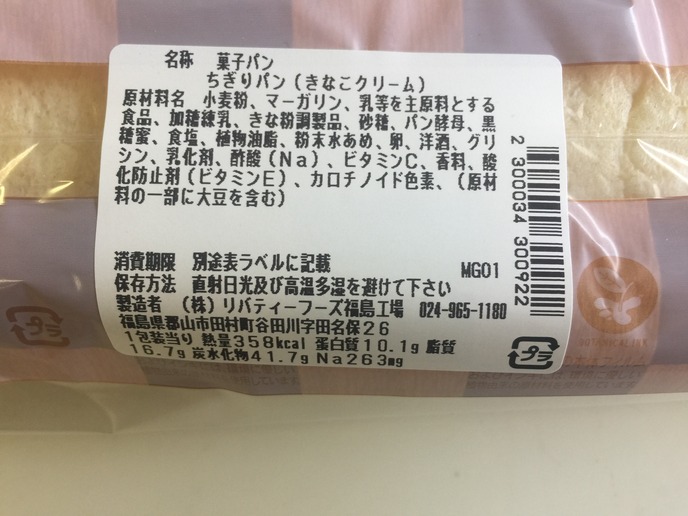 名称 菓子パン
ちぎりパン(きなこクリーム)
原材料名 小麦粉、マーガリン、乳等を主原料とする
食品、加糖練乳、きな粉調製品、砂糖、パン酵母、黒
糖蜜、食塩、植物油脂、粉末水あめ、卵、洋酒、グリ
シン、乳化剤、酢酸(Na)、ビタミンC、香料、酸
化防止剤(ビタミンE)、カロチノイド色素、(原材
料の一部に大豆を含む)
2 300034 300922
消費期限 別途表ラベルに記載 MG01
保存方法 直射日光及び高温多湿を避けて下さい
製造者 (株)リバティーフーズ福島工場 024-965-1180
福島県郡山市田村町谷田川字田名保26
1包装当り 熱量358kcal 蛋白質10.1g 脂質
16.7g 炭水化物41.7g Na263mg
プラ
プラ